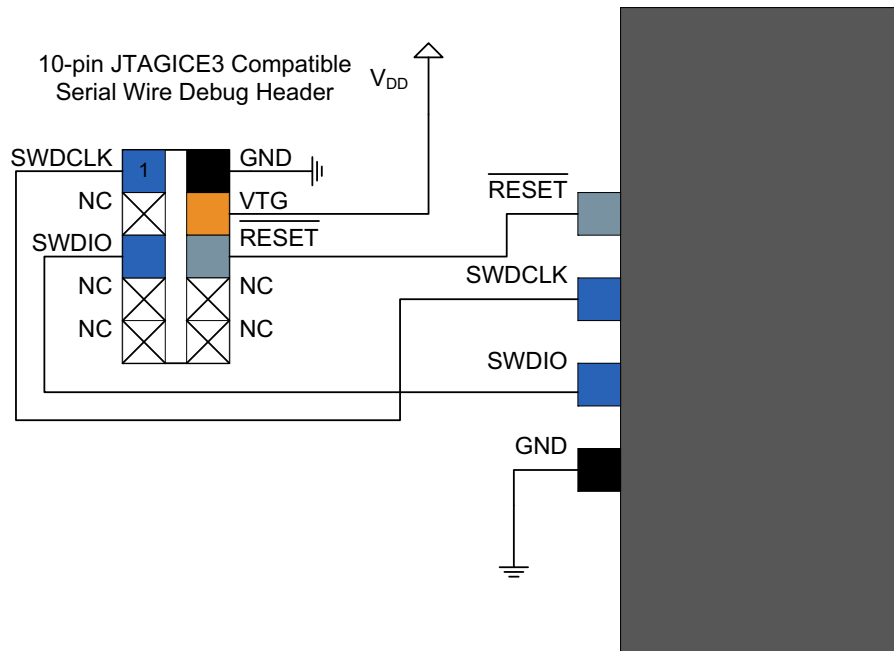 10-pin JTAGICE3 Compatible
Serial Wire Debug Header
VDD
SWDCLK
1
GND
NC
VTG
SWDIO
RESET
NC
NC
NC
NC
RESET
SWDCLK
SWDIO
GND